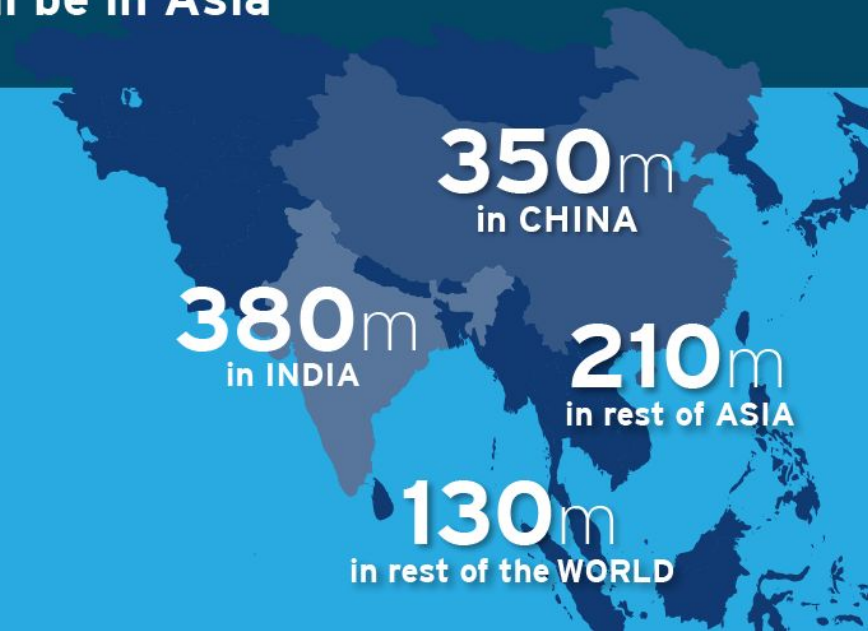 be in Asia
350m
in CHINA
380m
in INDIA
210m
in rest of ASIA
130m
in rest of the WORLD